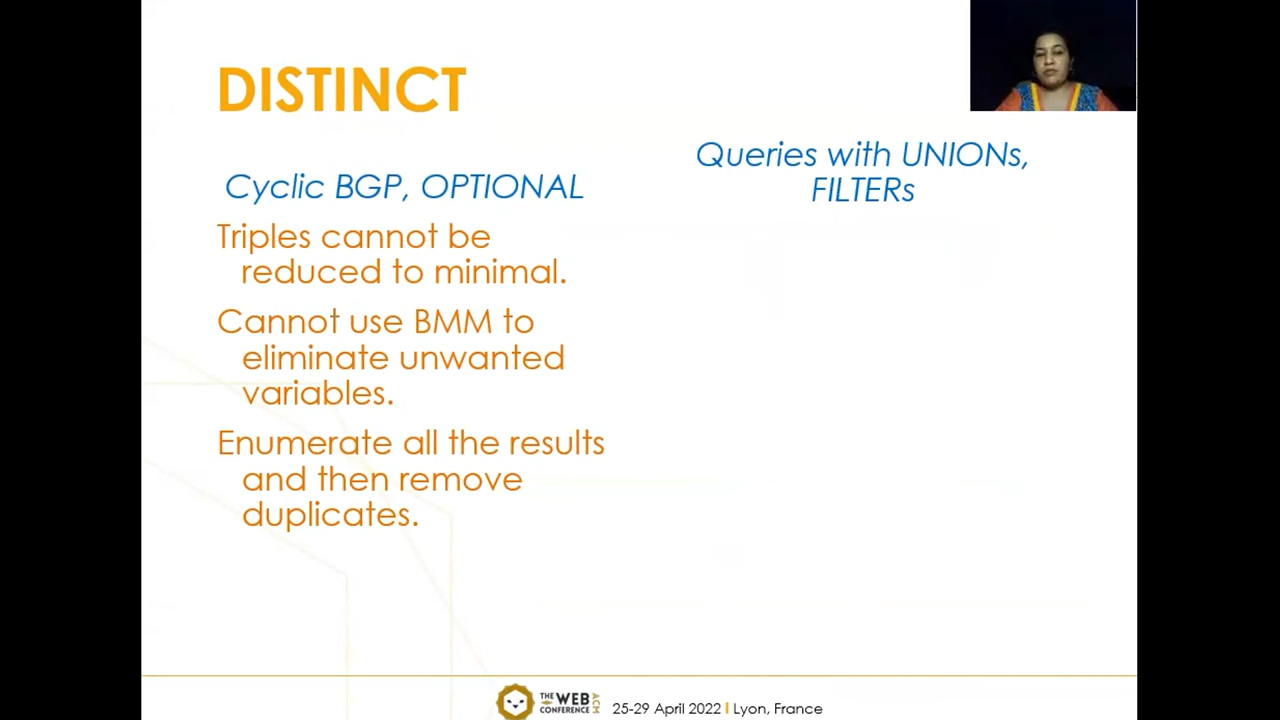 DISTINCT
Cyclic BGP, OPTIONAL
Triples cannot be
reduced to minimal.
Cannot use BMM to
eliminate unwanted
variables.
Enumerate all the results
and then remove
duplicates.
Queries with UNIONs,
FILTERs
THE WEB
CONFERENCE
ACM
25-29 April 2022 | Lyon, France